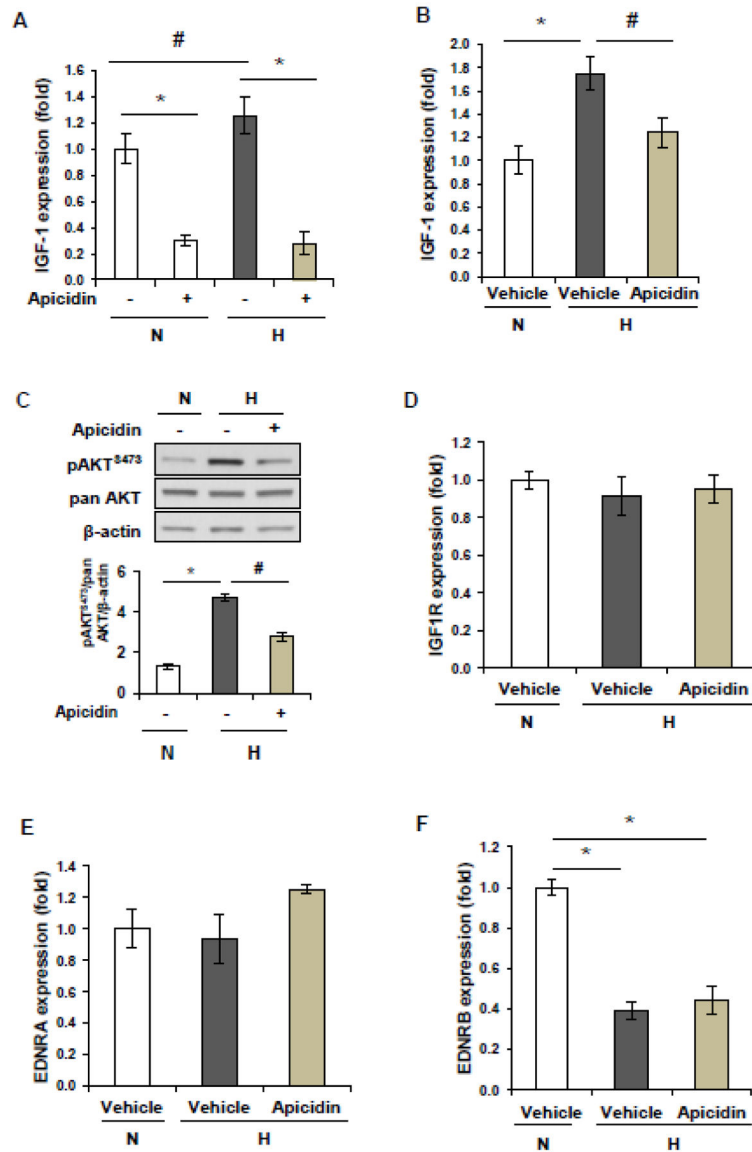 A
#
*
*
IGF-1 expression (fold)
1.6
1.4
1.2
1.0
0.8
0.6
0.4
0.2
0.0
Apicidin - + - +
N H
B
* #
IGF-1 expression (fold)
2.0
1.8
1.6
1.4
1.2
1.0
0.8
0.6
0.4
0.2
0.0
Vehicle Vehicle Apicidin
N H
C
N H
Apicidin - - +
pAKTS473
pan AKT
β-actin
pAKTS473/pan
AKT/β-actin
6
4
2
0
* #
Apicidin - - +
N H
D
IGF1R expression (fold)
1.2
1.0
0.8
0.6
0.4
0.2
0.0
Vehicle Vehicle Apicidin
N H
E
EDNRA expression (fold)
1.4
1.2
1.0
0.8
0.6
0.4
0.2
0.0
Vehicle Vehicle Apicidin
N H
F
*
*
EDNRB expression (fold)
1.2
1.0
0.8
0.6
0.4
0.2
0.0
Vehicle Vehicle Apicidin
N H